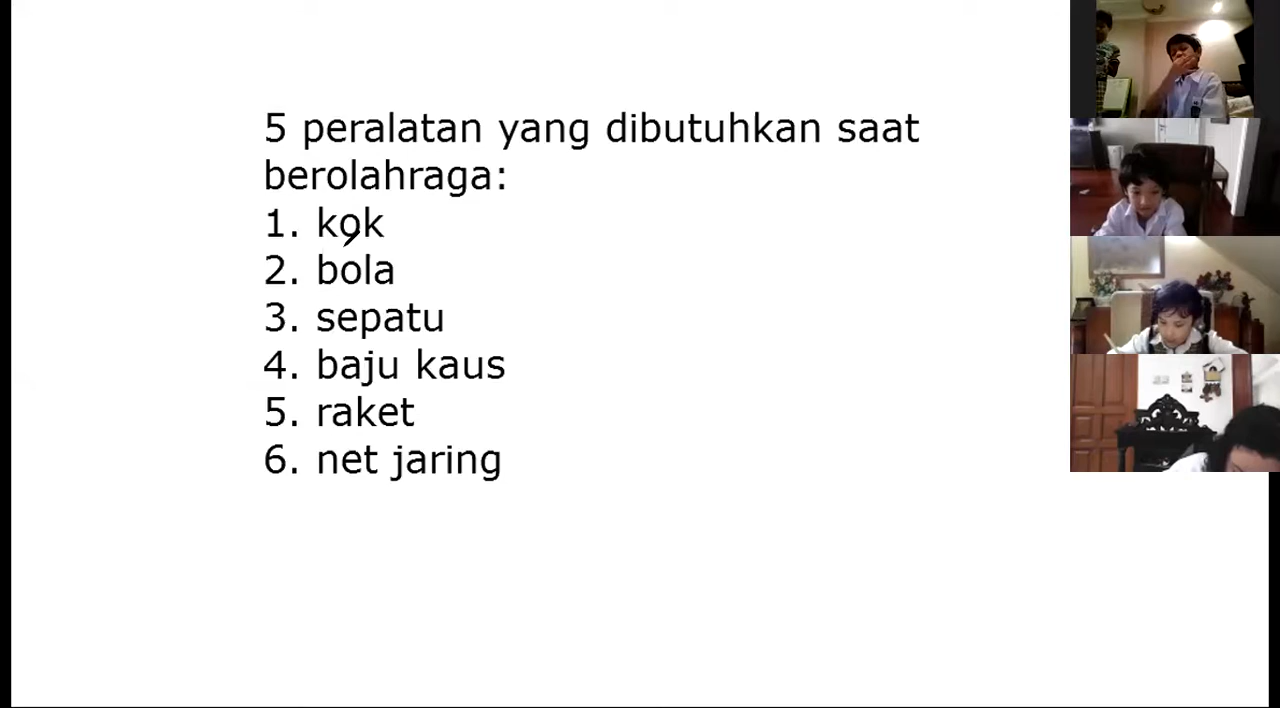 5 peralatan yang dibutuhkan saat
berolahraga:
1. kok
2. bola
3. sepatu
4. baju kaus
5. raket
6. net jaring